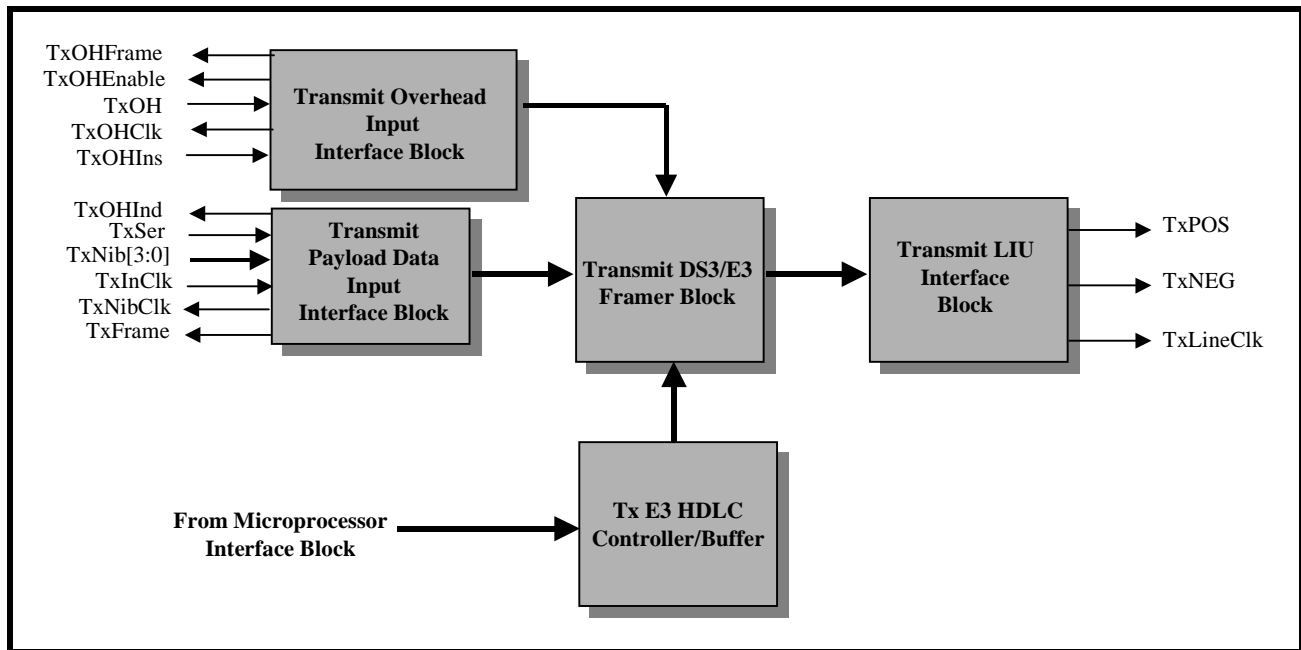 TxOHFrame
TxOHEnable
TxOH
TxOHClk
TxOHIns
Transmit Overhead
Input
Interface Block
TxOHInd
TxSer
TxNib[3:0]
TxInClk
TxNibClk
TxFrame
Transmit
Payload Data
Input
Interface Block
Transmit DS3/E3
Framer Block
Transmit LIU
Interface
Block
TxPOS
TxNEG
TxLineClk
From Microprocessor
Interface Block
Tx E3 HDLC
Controller/Buffer